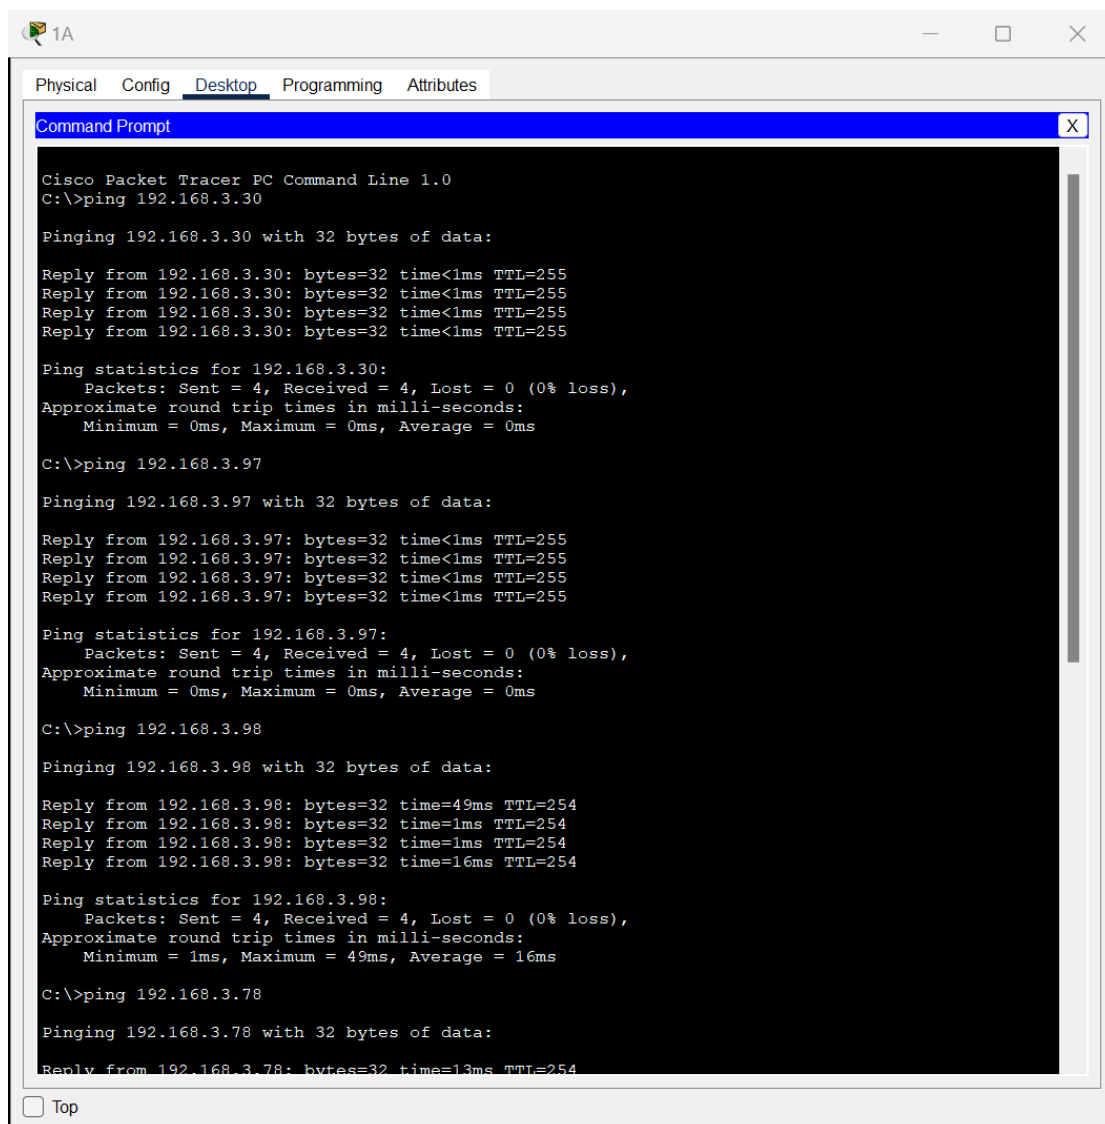 1A
Physical Config Desktop Programming Attributes
Command Prompt
X
Cisco Packet Tracer PC Command Line 1.0
C:\>ping 192.168.3.30
Pinging 192.168.3.30 with 32 bytes of data:
Reply from 192.168.3.30: bytes=32 time<1ms TTL=255
Reply from 192.168.3.30: bytes=32 time<1ms TTL=255
Reply from 192.168.3.30: bytes=32 time<1ms TTL=255
Reply from 192.168.3.30: bytes=32 time<1ms TTL=255
Ping statistics for 192.168.3.30:
Packets: Sent = 4, Received = 4, Lost = 0 (0% loss),
Approximate round trip times in milli-seconds:
Minimum = 0ms, Maximum = 0ms, Average = 0ms
C:\>ping 192.168.3.97
Pinging 192.168.3.97 with 32 bytes of data:
Reply from 192.168.3.97: bytes=32 time<1ms TTL=255
Reply from 192.168.3.97: bytes=32 time<1ms TTL=255
Reply from 192.168.3.97: bytes=32 time<1ms TTL=255
Reply from 192.168.3.97: bytes=32 time<1ms TTL=255
Ping statistics for 192.168.3.97:
Packets: Sent = 4, Received = 4, Lost = 0 (0% loss),
Approximate round trip times in milli-seconds:
Minimum = 0ms, Maximum = 0ms, Average = 0ms
C:\>ping 192.168.3.98
Pinging 192.168.3.98 with 32 bytes of data:
Reply from 192.168.3.98: bytes=32 time=49ms TTL=254
Reply from 192.168.3.98: bytes=32 time=1ms TTL=254
Reply from 192.168.3.98: bytes=32 time=1ms TTL=254
Reply from 192.168.3.98: bytes=32 time=16ms TTL=254
Ping statistics for 192.168.3.98:
Packets: Sent = 4, Received = 4, Lost = 0 (0% loss),
Approximate round trip times in milli-seconds:
Minimum = 1ms, Maximum = 49ms, Average = 16ms
C:\>ping 192.168.3.78
Pinging 192.168.3.78 with 32 bytes of data:
Reply from 192.168.3.78: bytes=32 time=13ms TTL=254
Top